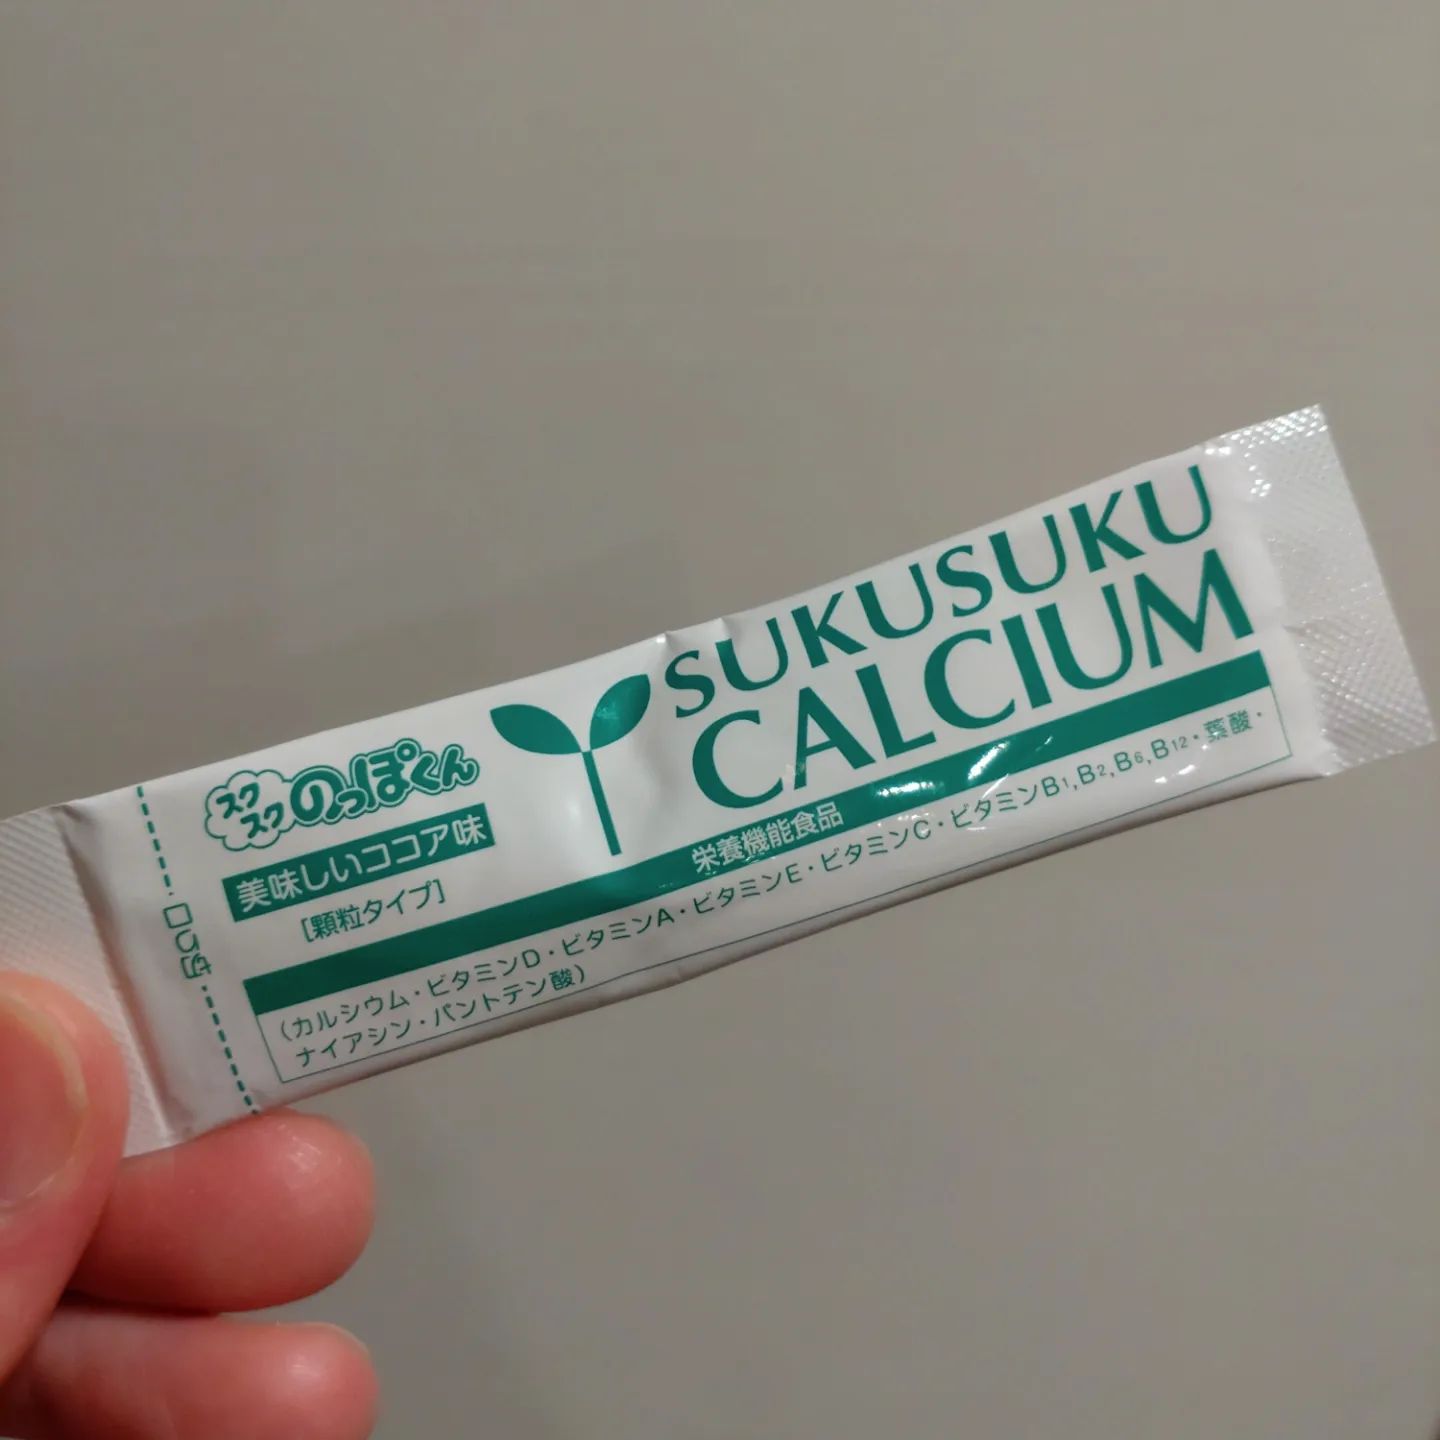 スクスクのっぽくん
美味しいココア味
[顆粒タイプ]
SUKUSUKU
CALCIUM
栄養機能食品
(カルシウム・ビタミンD・ビタミンA・ビタミンE・ビタミンC・ビタミンB1,B2,B6,B12・葉酸・
ナイアシン・パントテン酸)
切り口